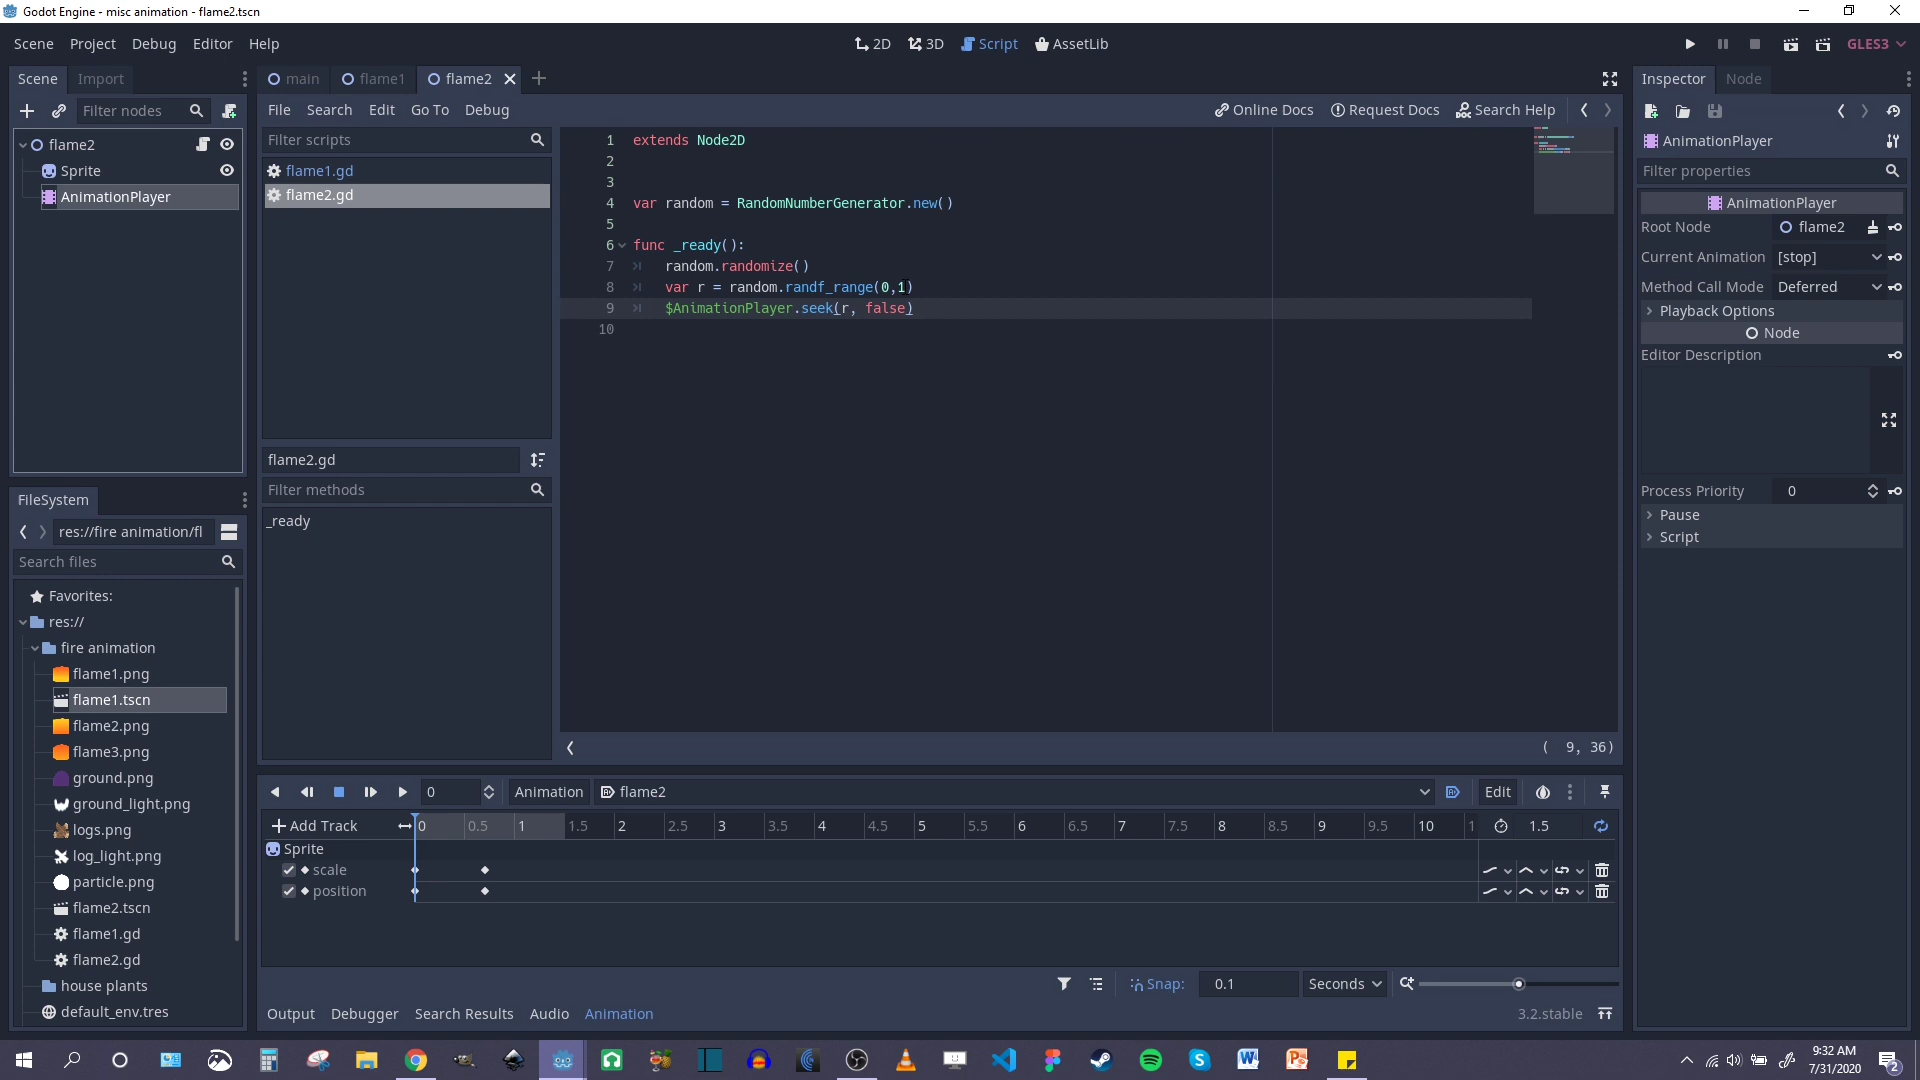 Godot Engine - misc animation - flame2.tscn
Scene Project Debug Editor Help
2D 3D Script AssetLib
GLES3
Scene Import
Filter nodes
flame2
Sprite
AnimationPlayer
FileSystem
res://fire animation/fl
Search files
Favorites:
res://
fire animation
flame1.png
flame1.tscn
flame2.png
flame3.png
ground.png
ground_light.png
logs.png
log_light.png
particle.png
flame2.tscn
flame1.gd
flame2.gd
house plants
default_env.tres
main flame1 flame2
File Search Edit Go To Debug
Online Docs Request Docs Search Help
Filter scripts
flame1.gd
flame2.gd
flame2.gd
Filter methods
_ready
1 extends Node2D
2
3
4 var random = RandomNumberGenerator.new()
5
6 func _ready():
7 random.randomize()
8 var r = random.randf_range(0,1)
9 $AnimationPlayer.seek(r, false)
10
( 9, 36)
0 Animation flame2 Edit
Add Track 0 0.5 1 1.5 2 2.5 3 3.5 4 4.5 5 5.5 6 6.5 7 7.5 8 8.5 9 9.5 10 1 1.5
Sprite
scale
position
Snap: 0.1 Seconds
Output Debugger Search Results Audio Animation 3.2.stable
Inspector Node
AnimationPlayer
Filter properties
AnimationPlayer
Root Node flame2
Current Animation [stop]
Method Call Mode Deferred
Playback Options
Node
Editor Description
Process Priority 0
Pause
Script
9:32 AM
7/31/2020
2